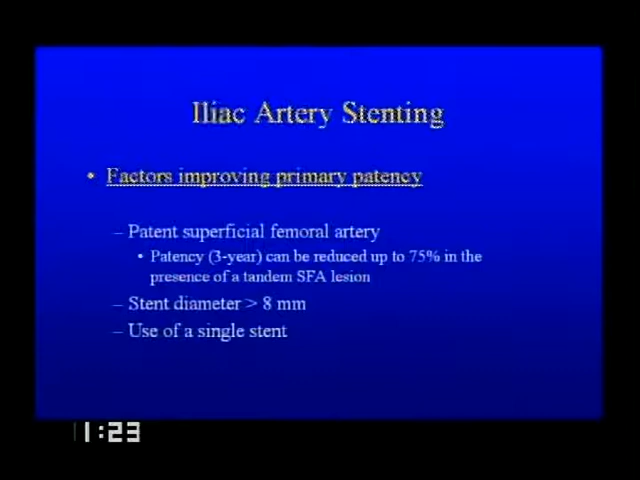 Iliac Artery Stenting
• Factors improving primary patency
– Patent superficial femoral artery
• Patency (3-year) can be reduced up to 75% in the
presence of a tandem SFA lesion
– Stent diameter > 8 mm
– Use of a single stent
1:23